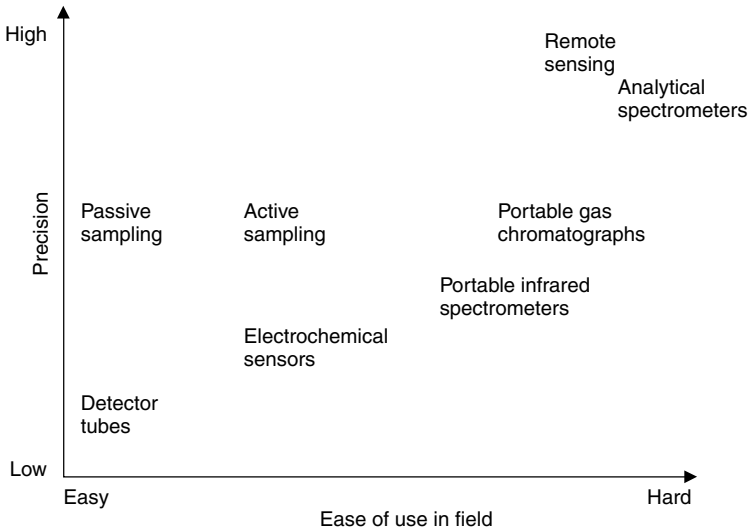 High
Remote
sensing
Analytical
spectrometers
Precision
Passive
sampling
Active
sampling
Portable gas
chromatographs
Portable infrared
spectrometers
Electrochemical
sensors
Detector
tubes
Low
Easy
Hard
Ease of use in field